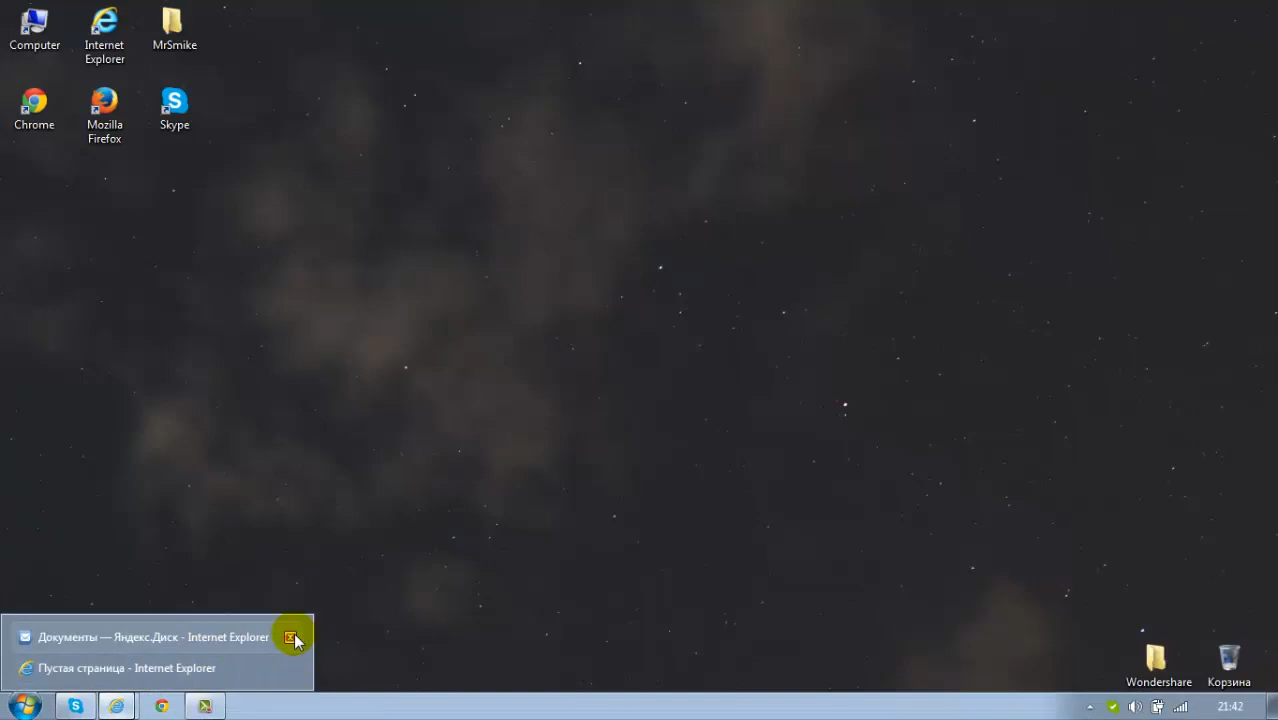 Computer
Internet Explorer
MrSmike
Chrome
Mozilla Firefox
Skype
Документы — Яндекс.Диск - Internet Explorer
Пустая страница - Internet Explorer
Wondershare
Корзина
21:42